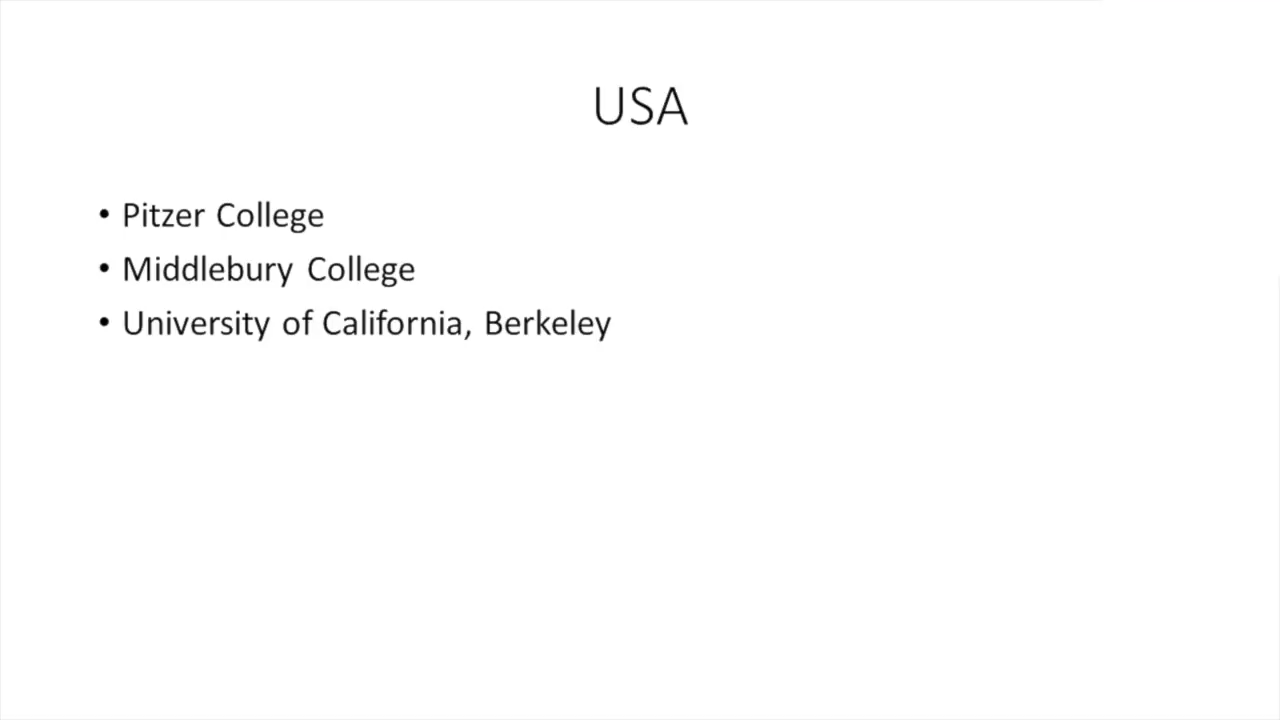 USA
• Pitzer College
• Middlebury College
• University of California, Berkeley